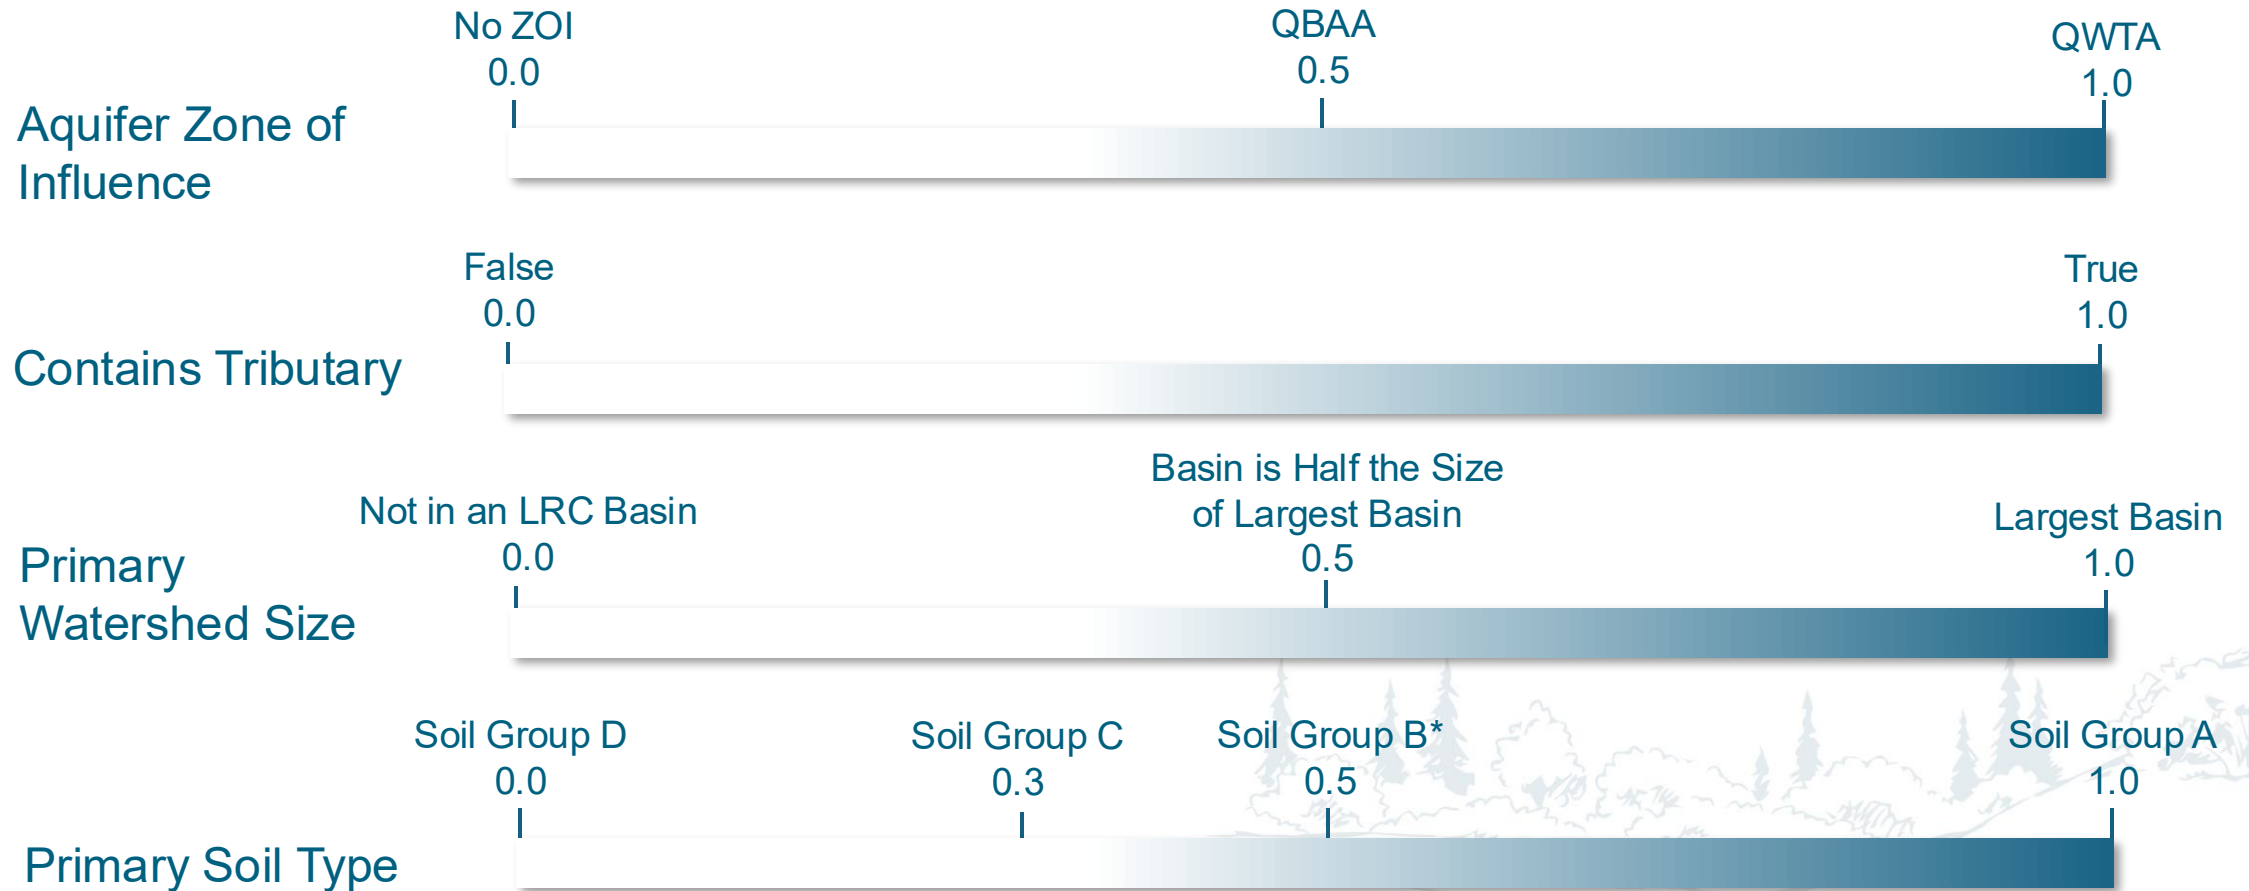 No ZOI
0.0
QBAA
0.5
QWTA
1.0
Aquifer Zone of
Influence
False
0.0
True
1.0
Contains Tributary
Not in an LRC Basin
0.0
Basin is Half the Size
of Largest Basin
0.5
Largest Basin
1.0
Primary
Watershed Size
Soil Group D
0.0
Soil Group C
0.3
Soil Group B*
0.5
Soil Group A
1.0
Primary Soil Type